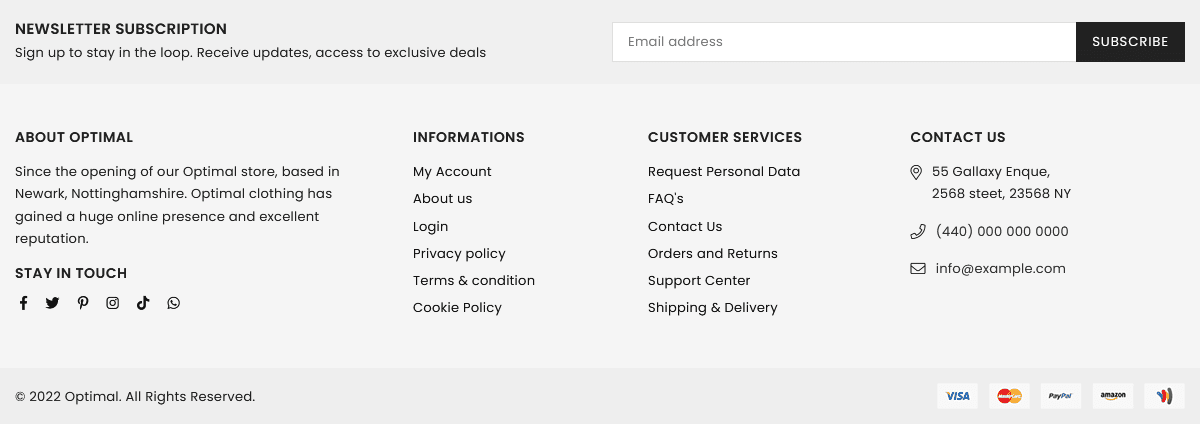 NEWSLETTER SUBSCRIPTION
Sign up to stay in the loop. Receive updates, access to exclusive deals
Email address
SUBSCRIBE
ABOUT OPTIMAL
Since the opening of our Optimal store, based in
Newark, Nottinghamshire. Optimal clothing has
gained a huge online presence and excellent
reputation.
STAY IN TOUCH
INFORMATIONS
My Account
About us
Login
Privacy policy
Terms & condition
Cookie Policy
CUSTOMER SERVICES
Request Personal Data
FAQ's
Contact Us
Orders and Returns
Support Center
Shipping & Delivery
CONTACT US
55 Gallaxy Enque,
2568 steet, 23568 NY
(440) 000 000 0000
info@example.com
© 2022 Optimal. All Rights Reserved.
VISA
MasterCard
PayPal
amazon